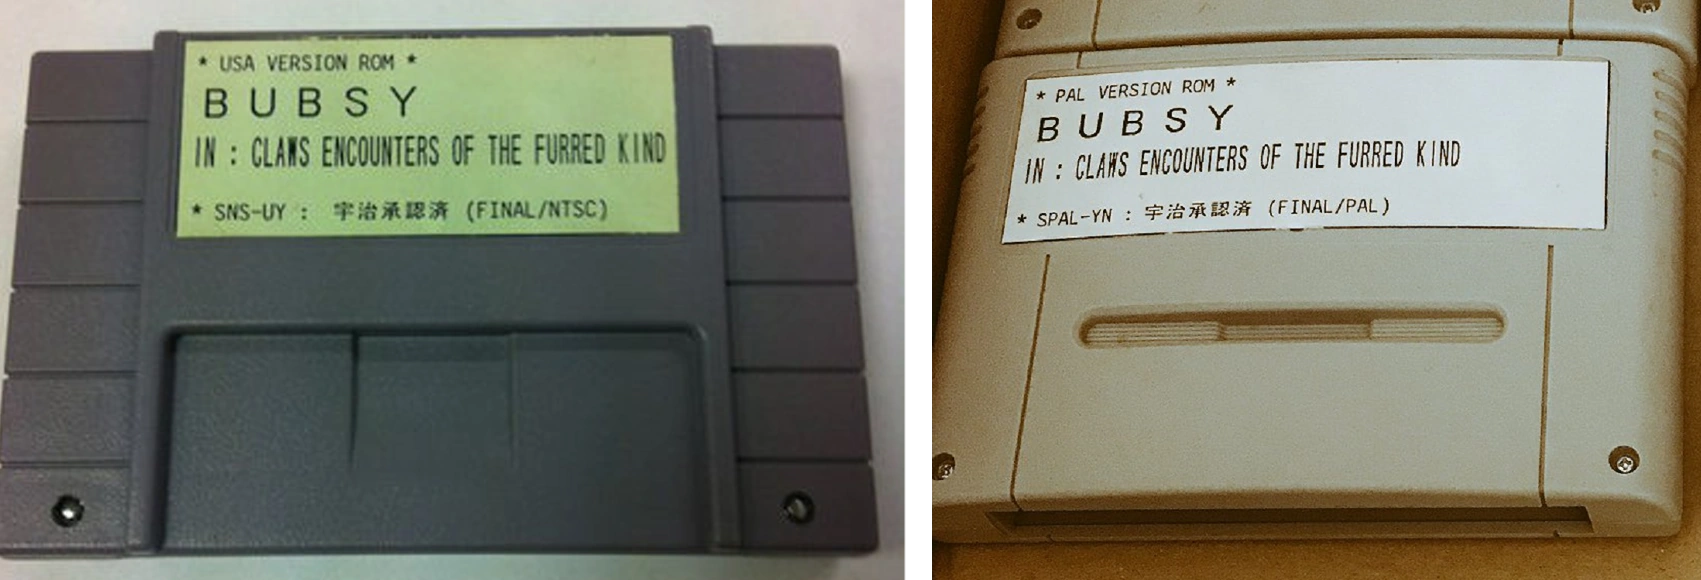 * USA VERSION ROM *
BUBSY
IN : CLAWS ENCOUNTERS OF THE FURRED KIND
* SNS-UY : 宇治承認済 (FINAL/NTSC)
* PAL VERSION ROM *
BUBSY
IN : CLAWS ENCOUNTERS OF THE FURRED KIND
* SPAL-YN : 宇治承認済 (FINAL/PAL)